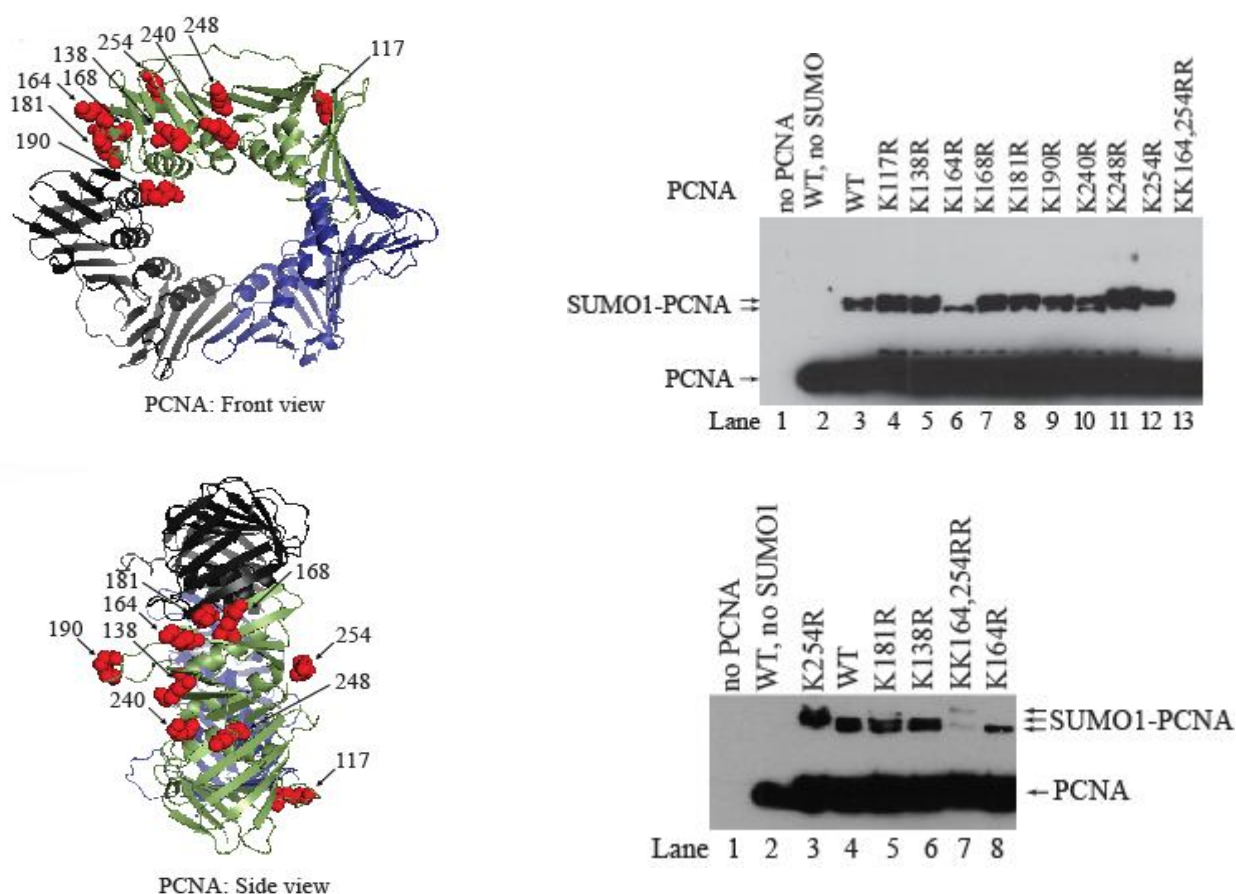 248
240
254
138
117
164
168
181
190
PCNA: Front view
PCNA
no PCNA
WT, no SUMO
WT
K117R
K138R
K164R
K168R
K181R
K190R
K240R
K248R
K254R
KK164,254RR
SUMO1-PCNA
PCNA
Lane 1 2 3 4 5 6 7 8 9 10 11 12 13
181
168
164
190
138
254
248
240
117
PCNA: Side view
no PCNA
WT, no SUMO1
K254R
WT
K181R
K138R
KK164,254RR
K164R
SUMO1-PCNA
PCNA
Lane 1 2 3 4 5 6 7 8